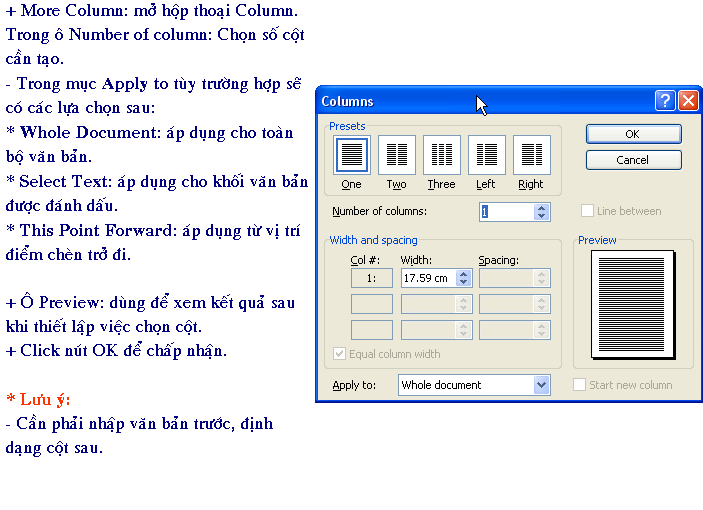 + More Column: mở hộp thoại Column.
Trong ô Number of column: Chọn số cột
cần tạo.
- Trong mục Apply to tùy trường hợp sẽ
có các lựa chọn sau:
* Whole Document: áp dụng cho toàn
bộ văn bản.
* Select Text: áp dụng cho khối văn bản
được đánh dấu.
* This Point Forward: áp dụng từ vị trí
điểm chèn trở đi.
+ Ô Preview: dùng để xem kết quả sau
khi thiết lập việc chọn cột.
+ Click nút OK để chấp nhận.
* Lưu ý:
- Cần phải nhập văn bản trước, định
dạng cột sau.
Columns
Presets
One Two Three Left Right
OK
Cancel
Number of columns: 1
Line between
Width and spacing
Col #: Width: Spacing:
1: 17.59 cm
Equal column width
Preview
Apply to: Whole document
Start new column